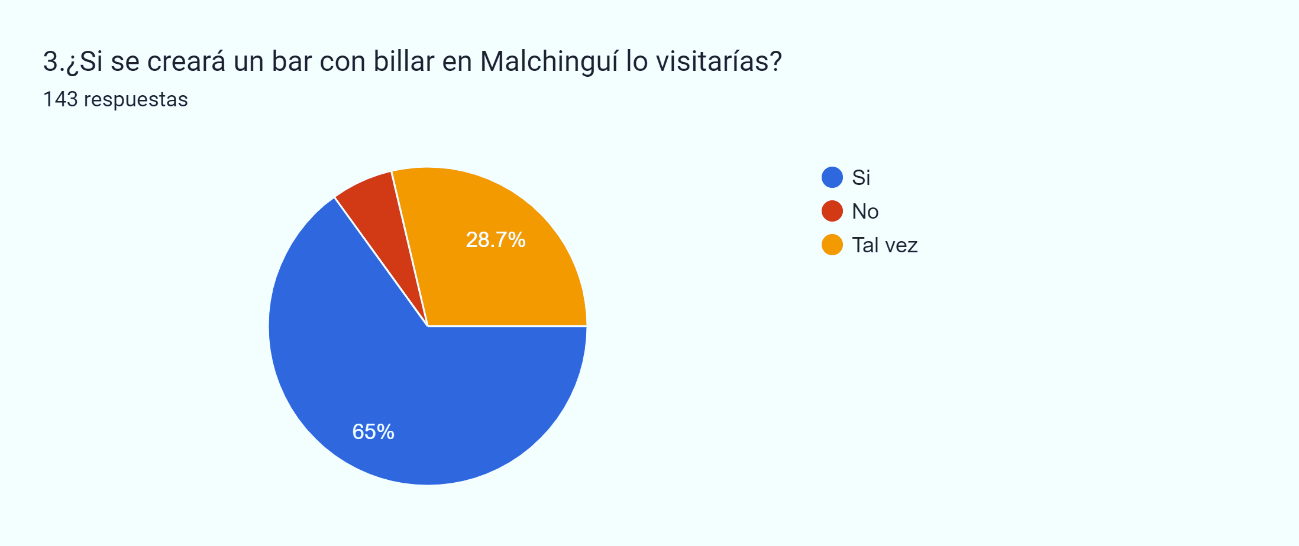 3.¿Si se creará un bar con billar en Malchinguí lo visitarías?
143 respuestas
Si
No
Tal vez
28.7%
65%